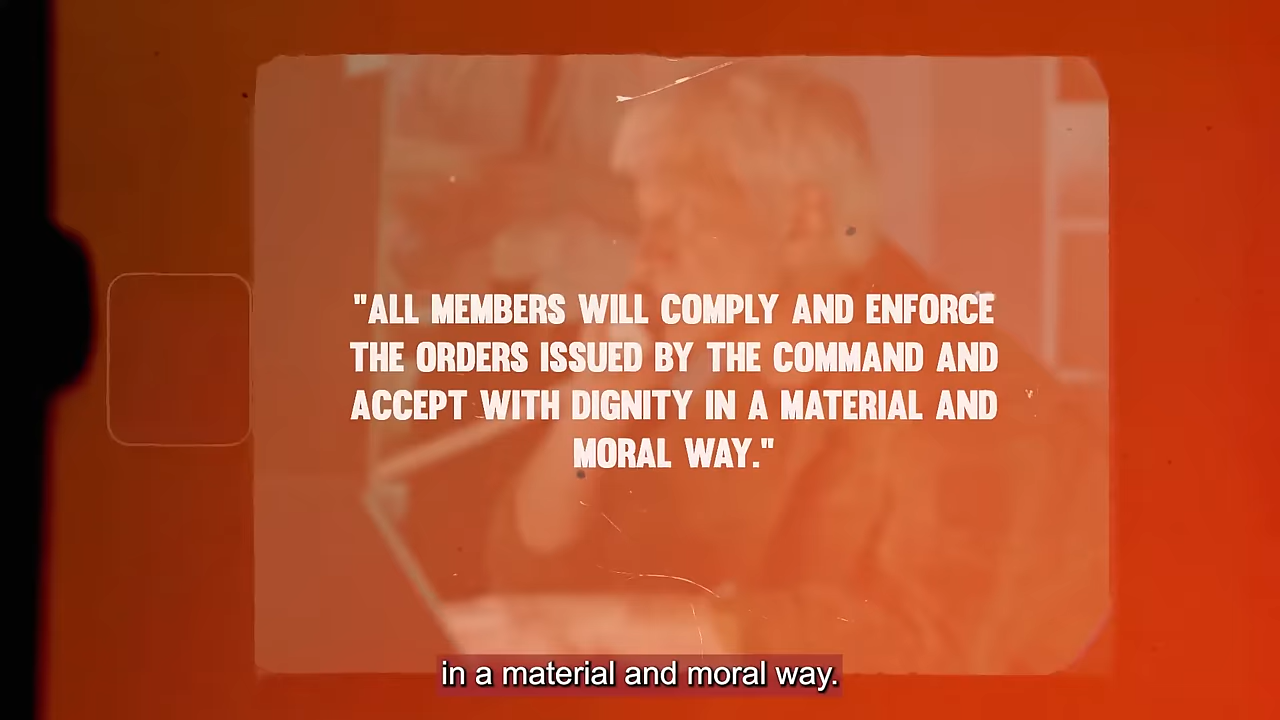 "ALL MEMBERS WILL COMPLY AND ENFORCE
THE ORDERS ISSUED BY THE COMMAND AND
ACCEPT WITH DIGNITY IN A MATERIAL AND
MORAL WAY."
in a material and moral way.